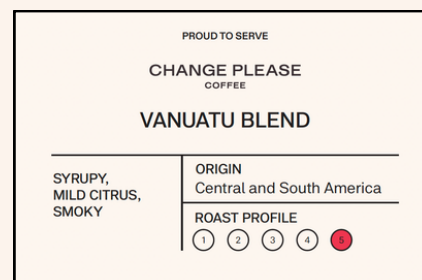 PROUD TO SERVE
CHANGE PLEASE
COFFEE
VANUATU BLEND
SYRUPY,
MILD CITRUS,
SMOKY
ORIGIN
Central and South America
ROAST PROFILE
1 2 3 4 5